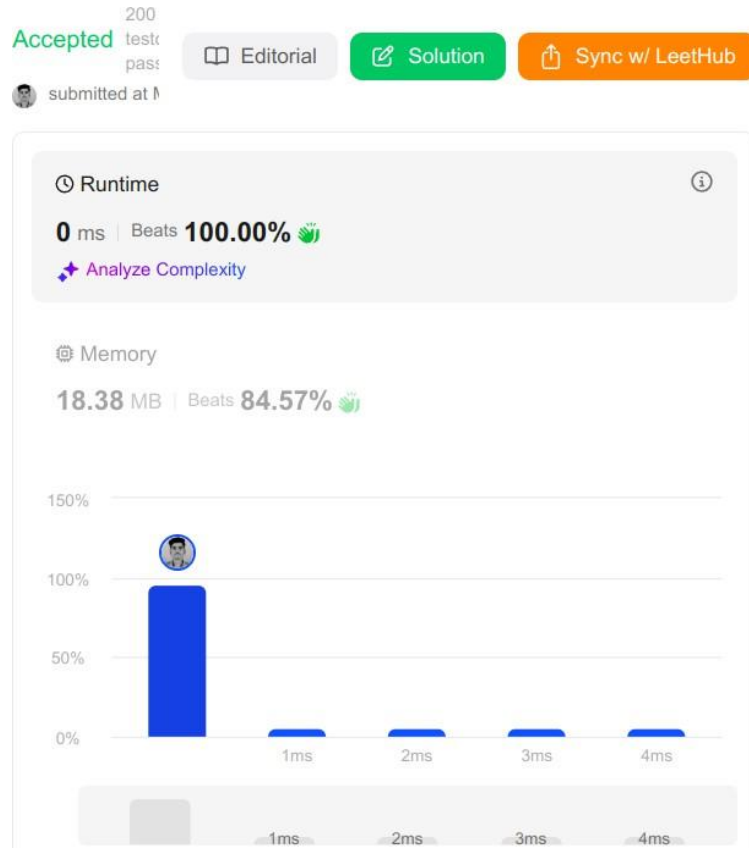 Accepted
200
testc
pass
submitted at M
Editorial
Solution
Sync w/ LeetHub
Runtime
0 ms | Beats 100.00%
Analyze Complexity
Memory
18.38 MB | Beats 84.57%
150%
100%
50%
0%
1ms 2ms 3ms 4ms
1ms 2ms 3ms 4ms